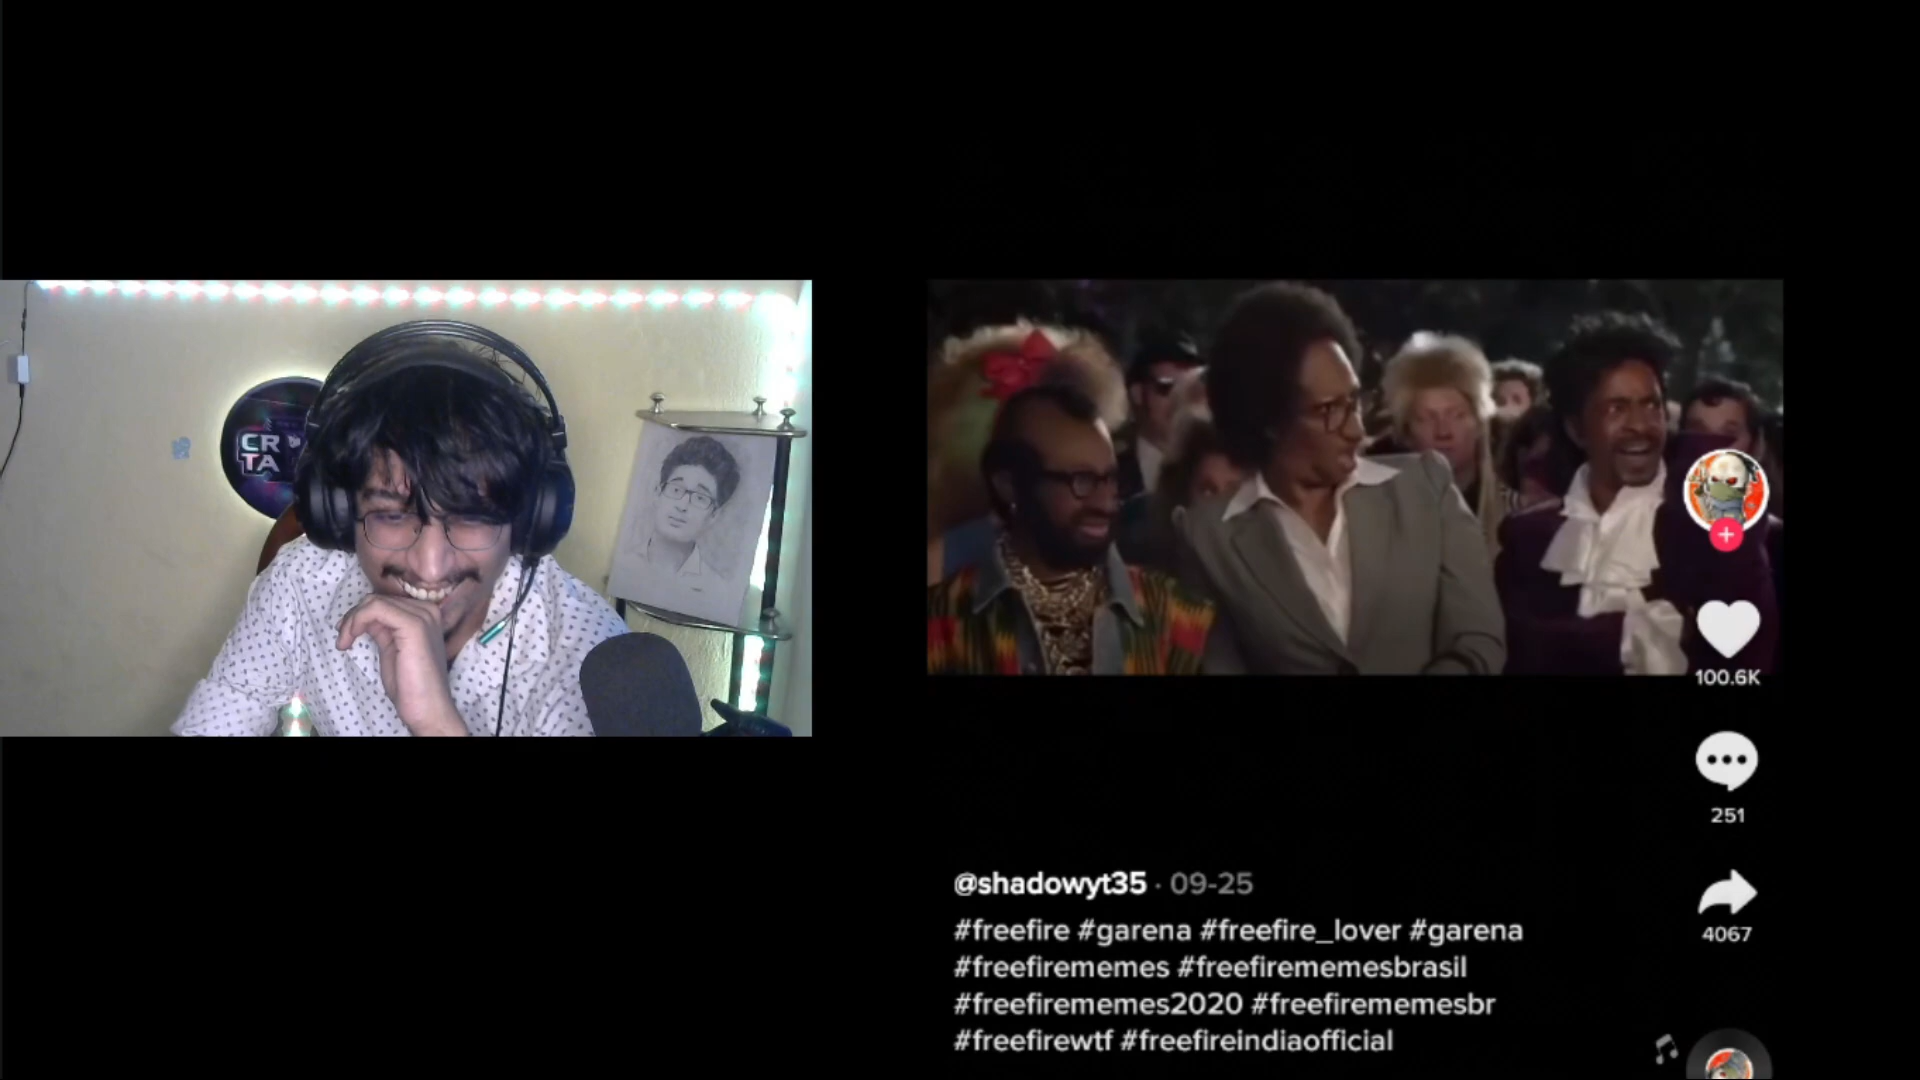 CR
TA
100.6K
251
4067
@shadowyt35 · 09-25
#freefire #garena #freefire_lover #garena
#freefirememes #freefirememesbrasil
#freefirememes2020 #freefirememesbr
#freefirewtf #freefireindiaofficial